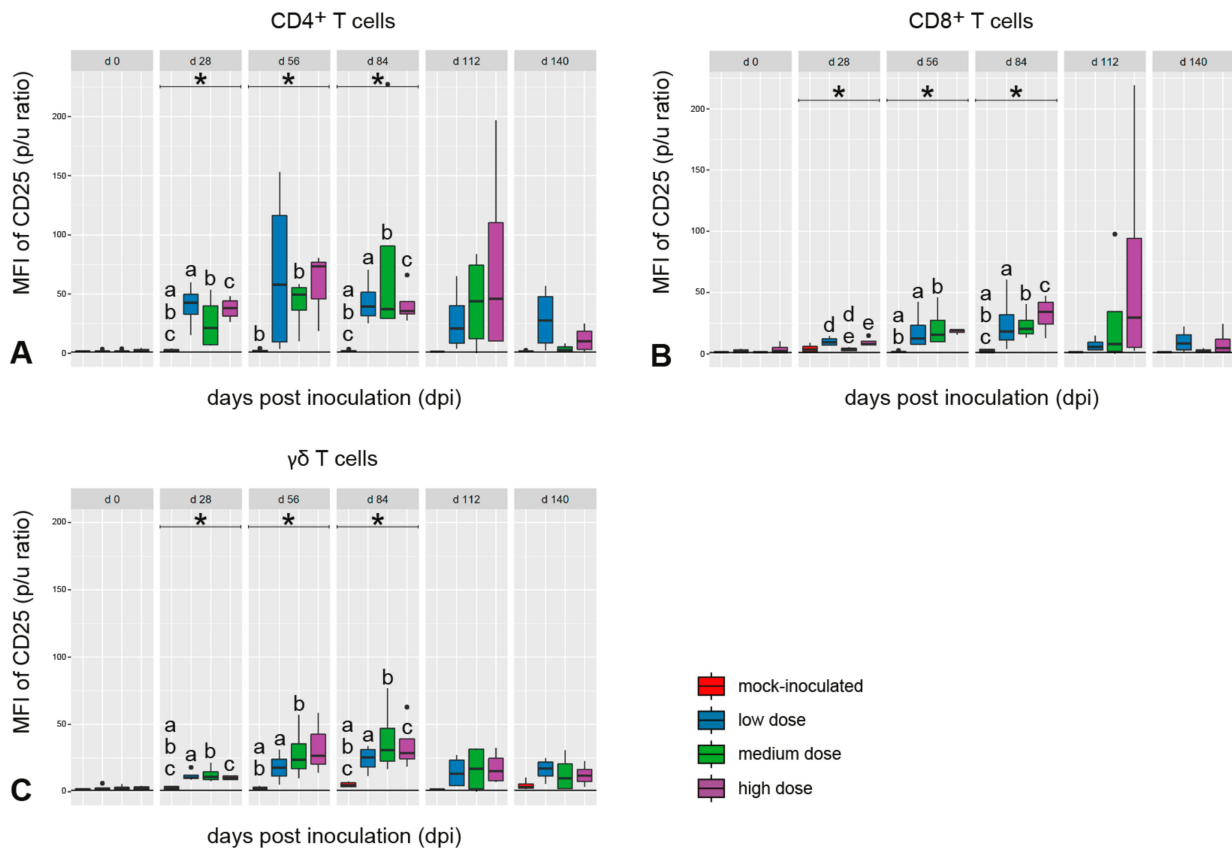 CD4+ T cells
d 0 d 28 d 56 d 84 d 112 d 140
* * *
200
150
100
50
0
MFI of CD25 (p/u ratio)
a b c a b c
b
a b c a b c
A
days post inoculation (dpi)
CD8+ T cells
d 0 d 28 d 56 d 84 d 112 d 140
* * *
200
150
100
50
0
MFI of CD25 (p/u ratio)
d d e e
a b a b
a b c a b c
B
days post inoculation (dpi)
γδ T cells
d 0 d 28 d 56 d 84 d 112 d 140
* * *
200
150
100
50
0
MFI of CD25 (p/u ratio)
a b c a b c
a b a b
a b c a b c
C
days post inoculation (dpi)
mock-inoculated
low dose
medium dose
high dose